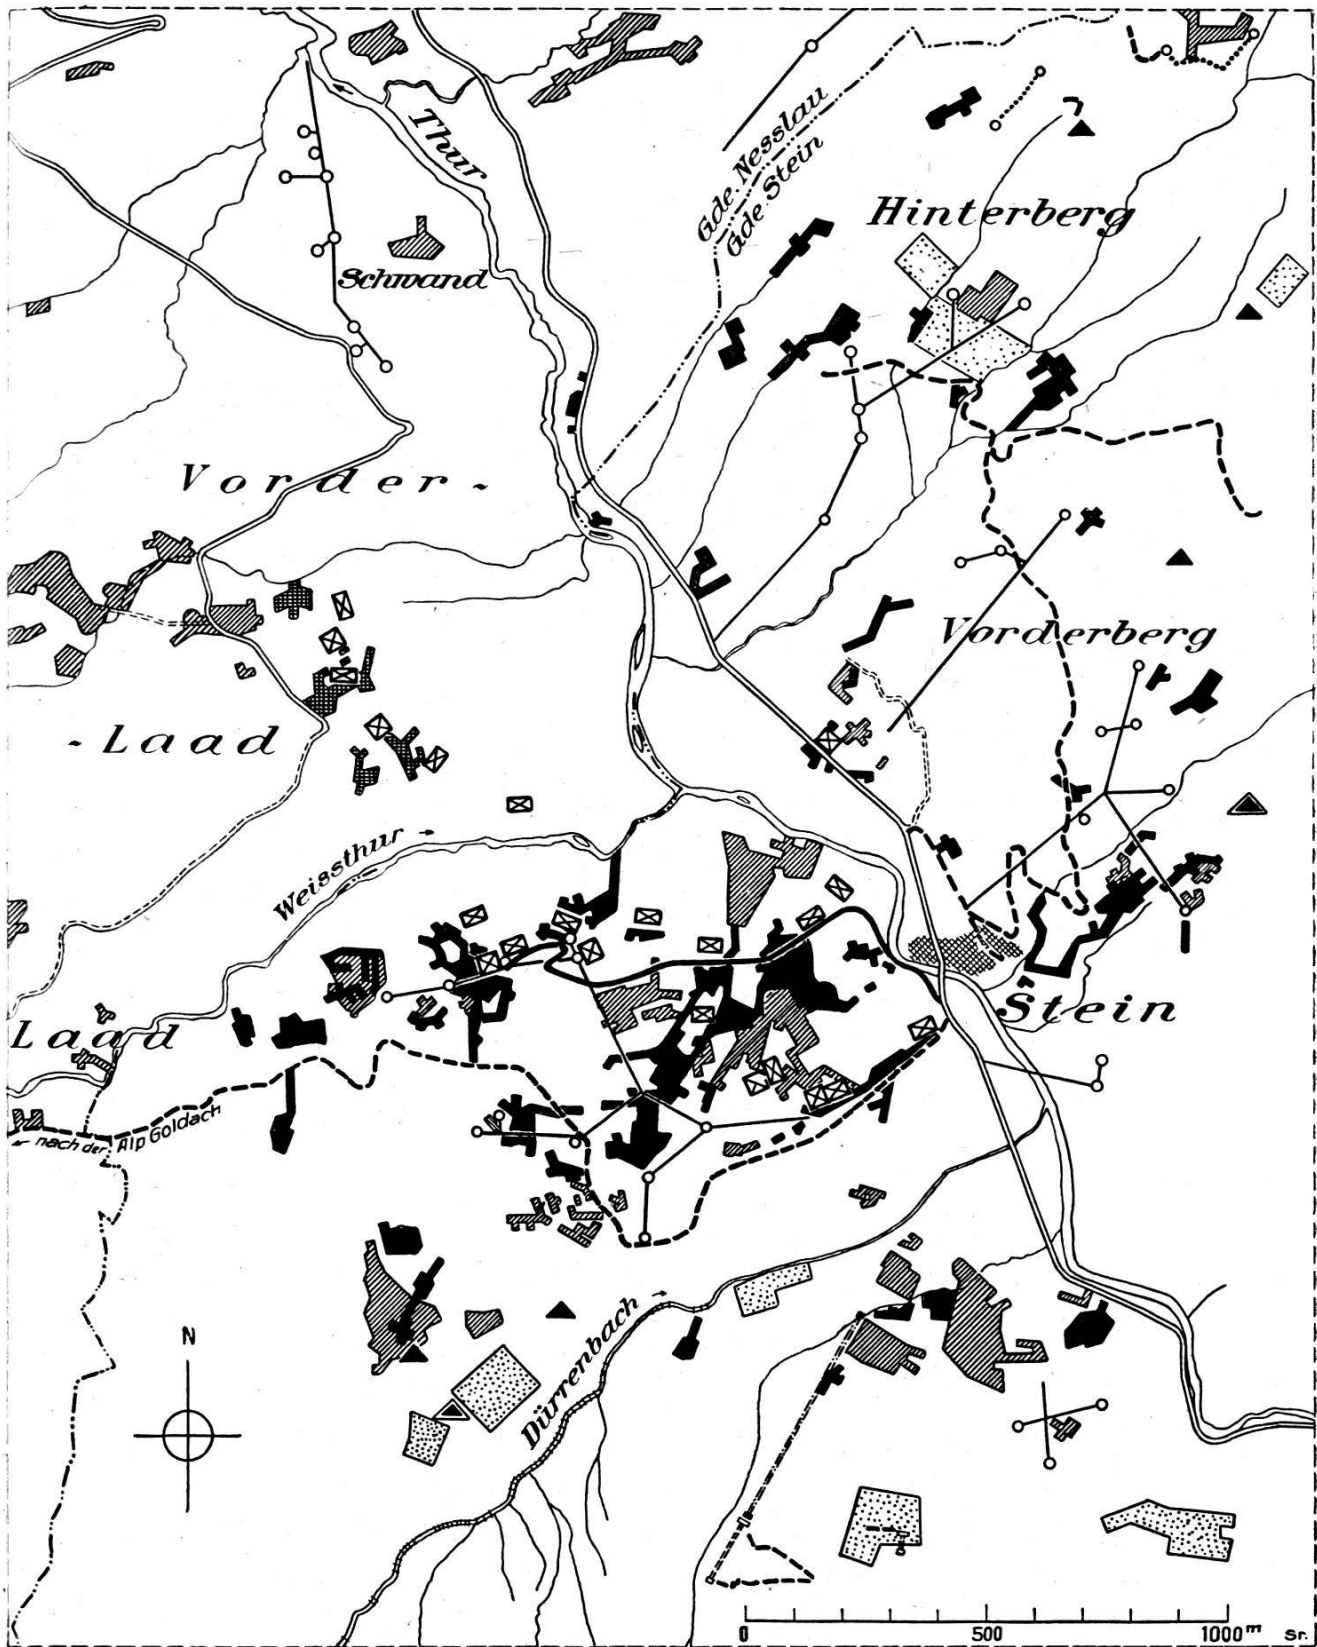 Thur
Gde. Nesslau
Gde. Stein
Hinterberg
Schwand
Vorder-
Vorderberg
-Laad
Weissthur
Stein
Laad
← nach der Alp Goldach
N
Dürrenbach
0 500 1000 m Sr.